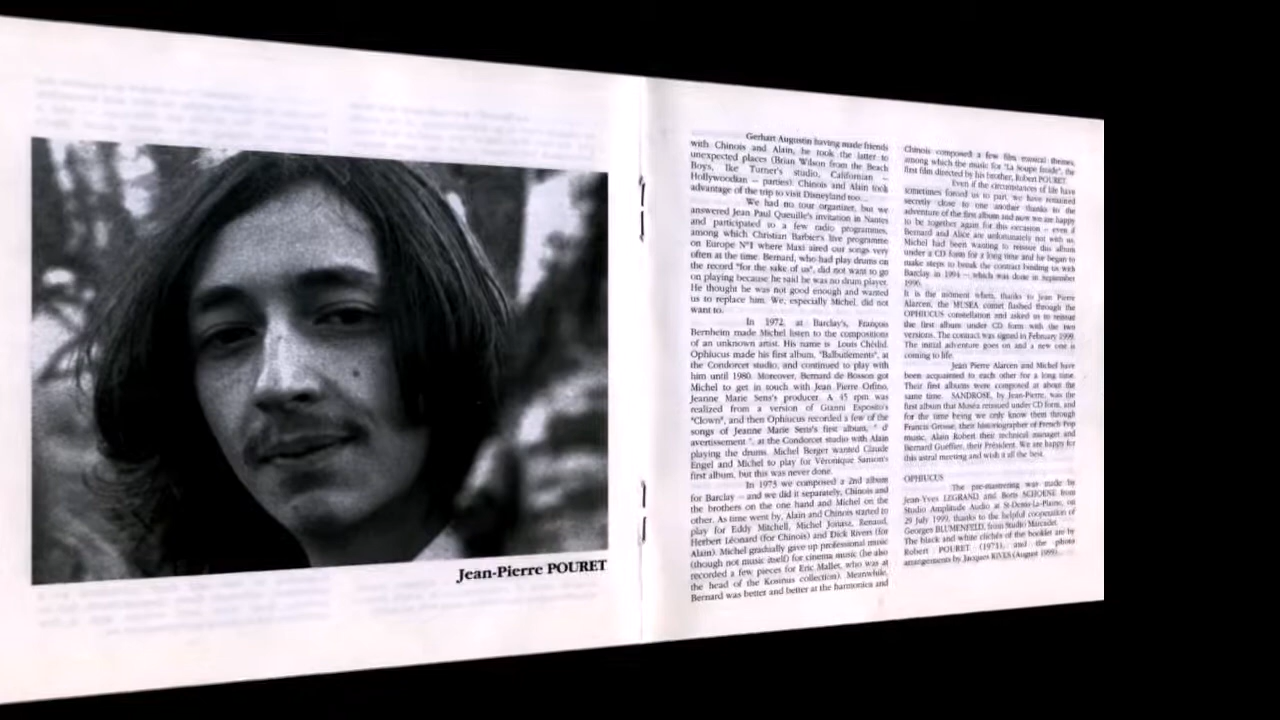 Jean-Pierre POURET
Gerhart Augustin having made friends
with Chinois and Alain, he took the latter to
unexpected places (Brian Wilson from the Beach
Boys, Ike Turner's studio, Californian –
Hollywoodian – parties). Chinois and Alain took
advantage of the trip to visit Disneyland too...
We had no tour organiser, but we
answered Jean Paul Queuille's invitation in Nantes
and participated to a few radio programmes,
among which Christian Barbier's live programme
on Europe N°1 where Maxi aired our songs very
often at the time. Bernard, who had play drums on
the record "for the sake of us", did not want to go
on playing because he said he was no drum player.
He thought he was not good enough and wanted
us to replace him. We, especially Michel, did not
want to.
In 1972, at Barclay's, François
Bernheim made Michel listen to the compositions
of an unknown artist. His name is Louis Chédid.
Ophiucus made his first album, "Balbutiements", at
the Condorcet studio, and continued to play with
him until 1980. Moreover, Bernard de Bosson got
Michel to get in touch with Jean Pierre Orfino,
Jeanne Marie Sens's producer. A 45 rpm was
realized from a version of Gianni Esposito's
"Clown", and then Ophiucus recorded a few of the
songs of Jeanne Marie Sens's first album, " d'
avertissement ", at the Condorcet studio with Alain
playing the drums. Michel Berger wanted Claude
Engel and Michel to play for Véronique Sanson's
first album, but this was never done.
In 1973 we composed a 2nd album
for Barclay – and we did it separately, Chinois and
the brothers on the one hand and Michel on the
other. As time went by, Alain and Chinois started to
play for Eddy Mitchell, Michel Jonasz, Renaud,
Herbert Léonard (for Chinois) and Dick Rivers (for
Alain). Michel gradually gave up professional music
(though not music itself) for cinema music (he also
recorded a few pieces for Eric Mallet, who was at
the head of the Kosinus collection). Meanwhile,
Bernard was better and better at the harmonica and
Chinois composed a few film musical themes,
among which the music for "La Soupe froide", the
first film directed by his brother, Robert POURET.
Even if the circumstances of life have
sometimes forced us to part, we have remained
secretly close to one another thanks to the
adventure of the first album and now we are happy
to be together again for this occasion – even if
Bernard and Alice are unfortunately not with us.
Michel had been wanting to reissue this album
under a CD form for a long time and he began to
make steps to break the contract binding us with
Barclay in 1994 – which was done in september
1996.
It is the moment when, thanks to Jean Pierre
Alarcen, the MUSEA comet flashed through the
OPHIUCUS constellation and asked us to reissue
the first album under CD form with the two
versions. The contract was signed in February 1999.
The initial adventure goes on and a new one is
coming to life.
Jean Pierre Alarcen and Michel have
been acquainted to each other for a long time.
Their first albums were composed at about the
same time. SANDROSE, by Jean-Pierre, was the
first album that Musea reissued under CD form, and
for the time being we only know them through
Francis Grosse, their historiographer of French Pop
music, Alain Robert their technical manager and
Bernard Gueffier, their Président. We are happy for
this astral meeting and wish it all the best.
OPHIUCUS
The pre-mastering was made by
Jean-Yves LEGRAND and Boris SCHOENE from
Studio Amplitude Audio at St-Denis-La-Plaine, on
29 July 1999, thanks to the helpful cooperation of
Georges BLUMENFELD, from Studio Marcadet.
The black and white clichés of the booklet are by
Robert POURET (1971), and the photo
arrangements by Jacques RIVES (August 1999).